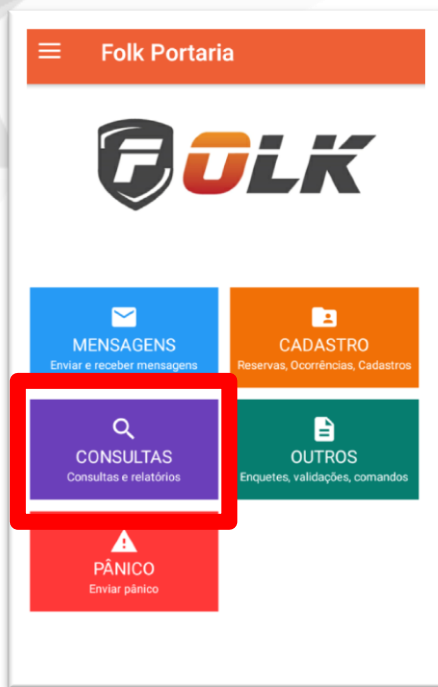 Folk Portaria
FOLK
MENSAGENS
Enviar e receber mensagens
CADASTRO
Reservas, Ocorrências, Cadastros
CONSULTAS
Consultas e relatórios
OUTROS
Enquetes, validações, comandos
PÂNICO
Enviar pânico